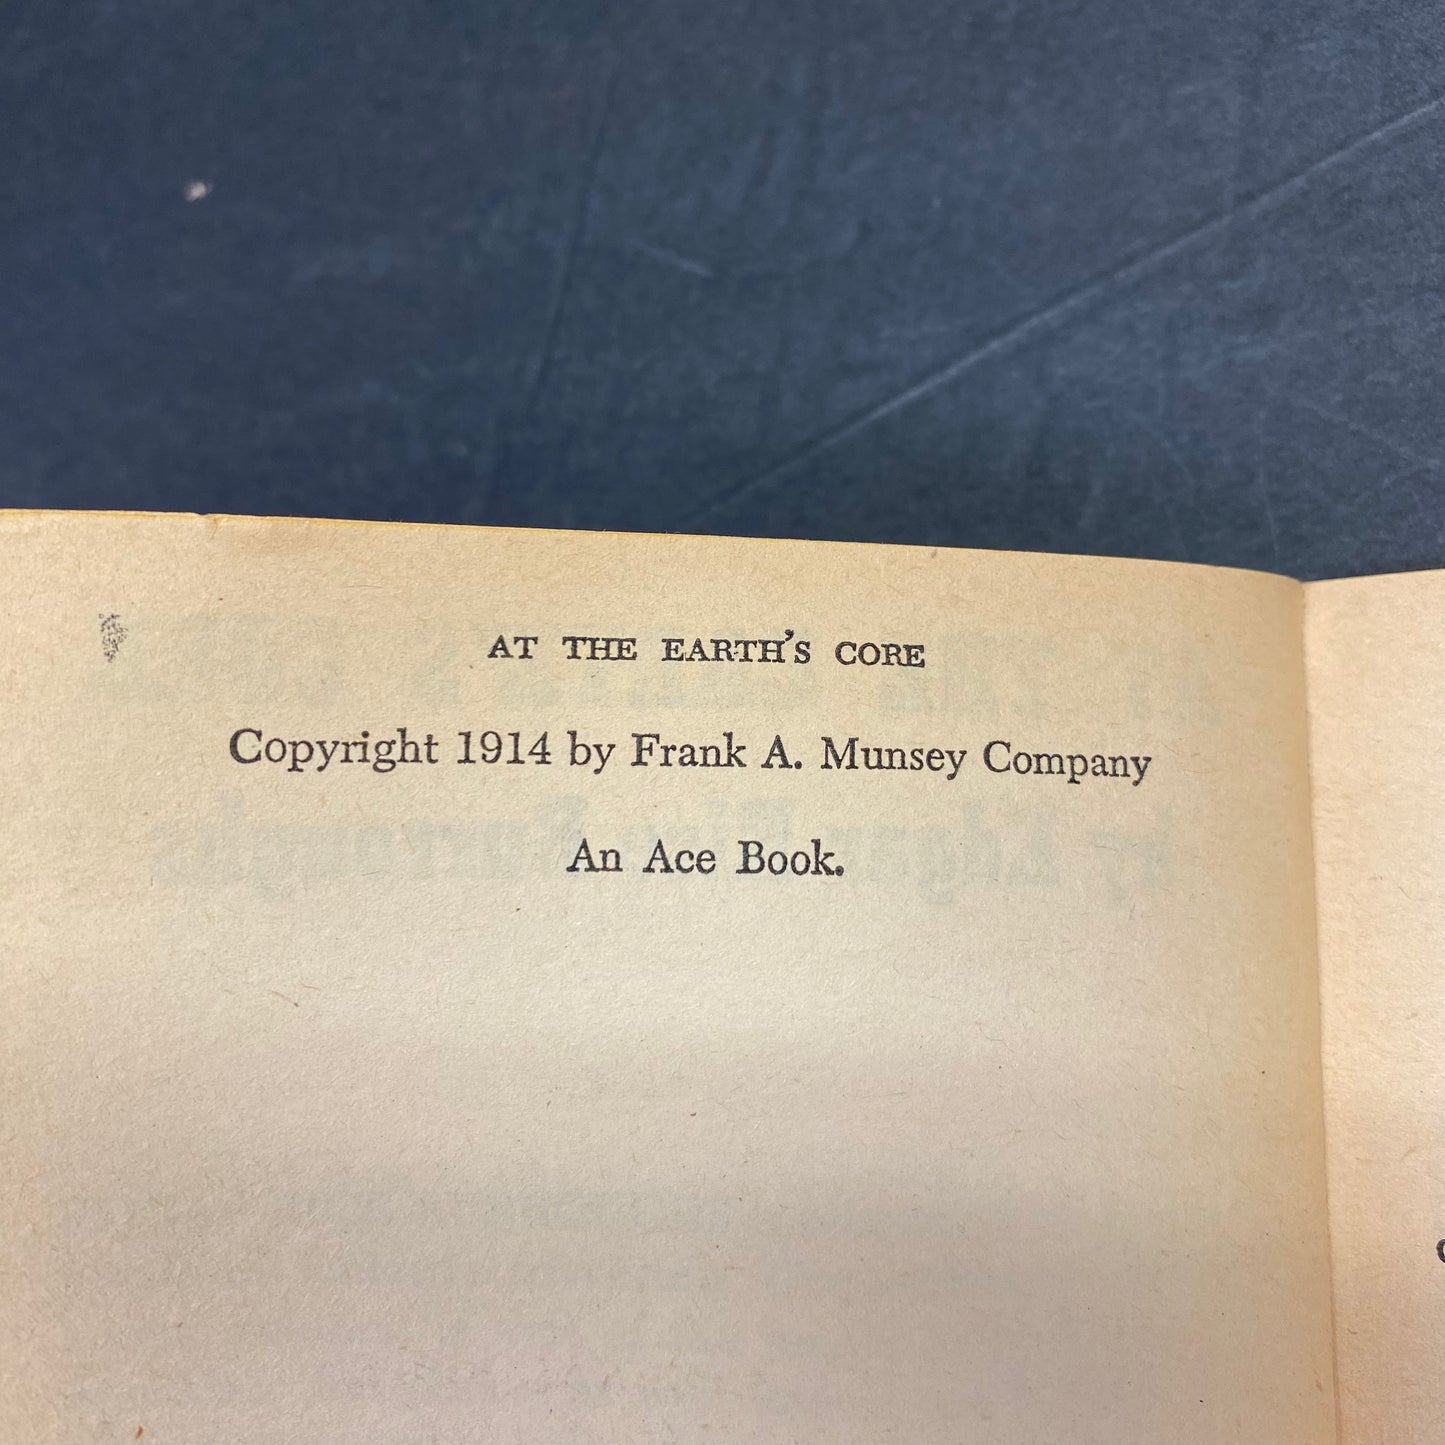 AT THE EARTH'S CORE
Copyright 1914 by Frank A. Munsey Company
An Ace Book.